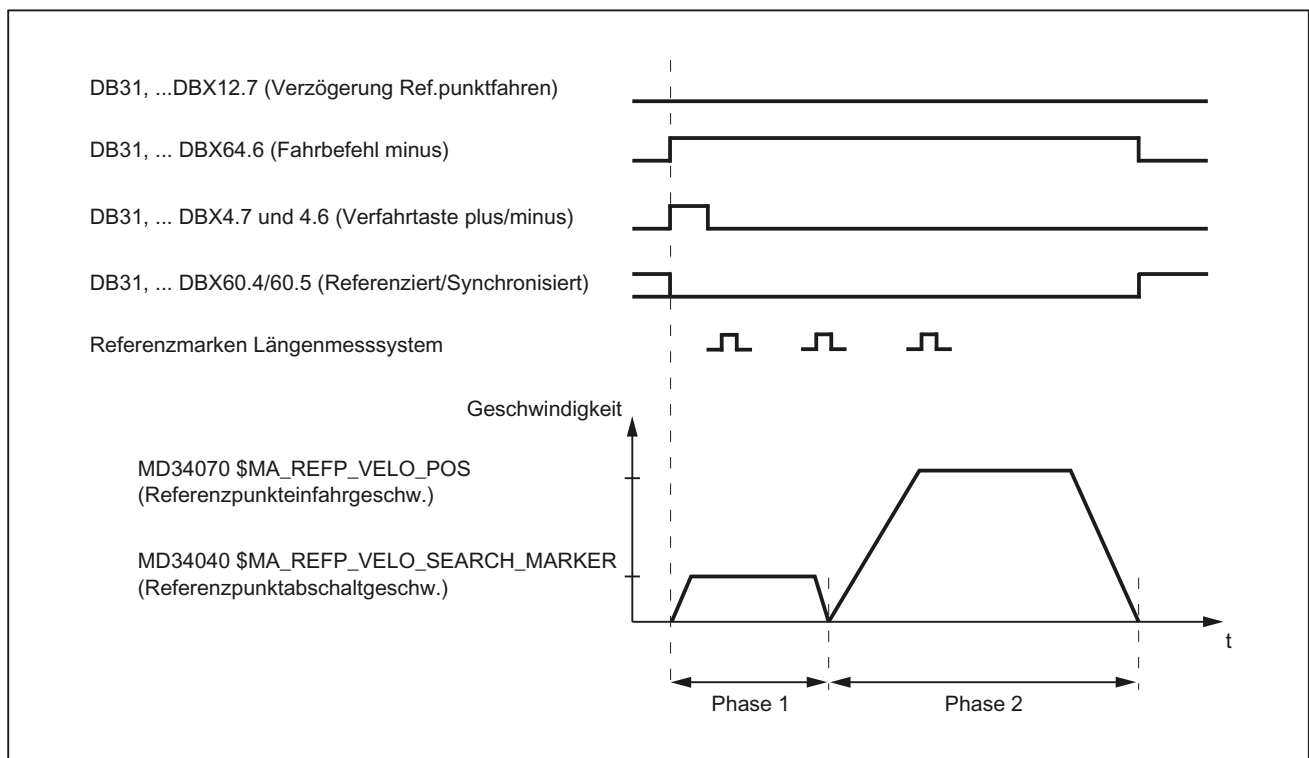 DB31, ...DBX12.7 (Verzögerung Ref.punktfahren)
DB31, ... DBX64.6 (Fahrbefehl minus)
DB31, ... DBX4.7 und 4.6 (Verfahrtaste plus/minus)
DB31, ... DBX60.4/60.5 (Referenziert/Synchronisiert)
Referenzmarken Längenmesssystem
Geschwindigkeit
MD34070 $MA_REFP_VELO_POS
(Referenzpunkteinfahrgeschw.)
MD34040 $MA_REFP_VELO_SEARCH_MARKER
(Referenzpunktabschaltgeschw.)
t
Phase 1 Phase 2